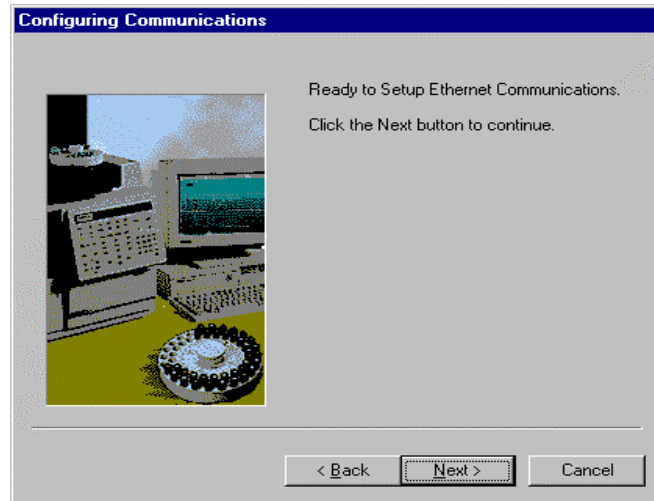 Configuring Communications
Ready to Setup Ethernet Communications.
Click the Next button to continue.
< Back
Next >
Cancel